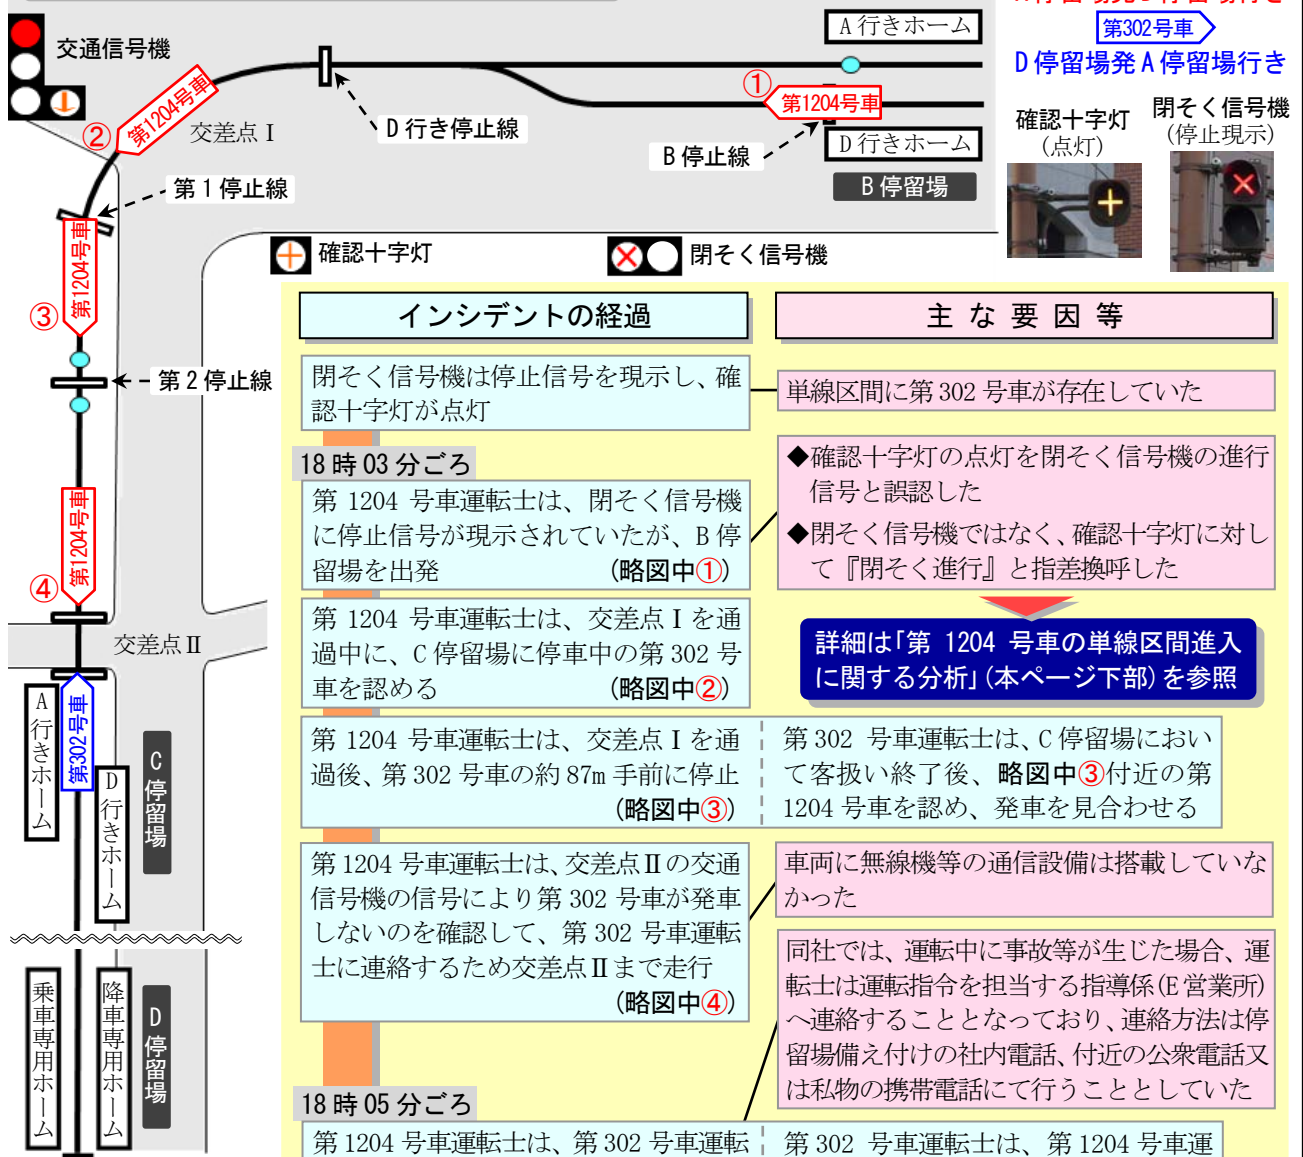 A停留場発D停留場行き
第302号車
D停留場発A停留場行き
交通信号機
A行きホーム
①
第1204号車
D行きホーム
B停留場
B停止線
D行き停止線
②
第1204号車
交差点Ⅰ
第1停止線
確認十字灯
(点灯)
閉そく信号機
(停止現示)
確認十字灯
閉そく信号機
第1204号車
③
第2停止線
第1204号車
④
交差点Ⅱ
A行きホーム
第302号車
D行きホーム
C停留場
乗車専用ホーム
降車専用ホーム
D停留場
インシデントの経過
主な要因等
閉そく信号機は停止信号を現示し、確
認十字灯が点灯
単線区間に第302号車が存在していた
18時03分ごろ
第1204号車運転士は、閉そく信号機
に停止信号が現示されていたが、B停
留場を出発 (略図中①)
◆確認十字灯の点灯を閉そく信号機の進行
信号と誤認した
◆閉そく信号機ではなく、確認十字灯に対し
て『閉そく進行』と指差換呼した
第1204号車運転士は、交差点Ⅰを通
過中に、C停留場に停車中の第302号
車を認める (略図中②)
詳細は「第1204号車の単線区間進入
に関する分析」(本ページ下部)を参照
第1204号車運転士は、交差点Ⅰを通
過後、第302号車の約87m手前に停止
(略図中③)
第302号車運転士は、C停留場におい
て客扱い終了後、略図中③付近の第
1204号車を認め、発車を見合わせる
第1204号車運転士は、交差点Ⅱの交通
信号機の信号により第302号車が発車
しないのを確認して、第302号車運転
士に連絡するため交差点Ⅱまで走行
(略図中④)
車両に無線機等の通信設備は搭載していな
かった
同社では、運転中に事故等が生じた場合、運
転士は運転指令を担当する指導係(E営業所)
へ連絡することとなっており、連絡方法は停
留場備え付けの社内電話、付近の公衆電話又
は私物の携帯電話にて行うこととしていた
18時05分ごろ
第1204号車運転士は、第302号車運転
第302号車運転士は、第1204号車運